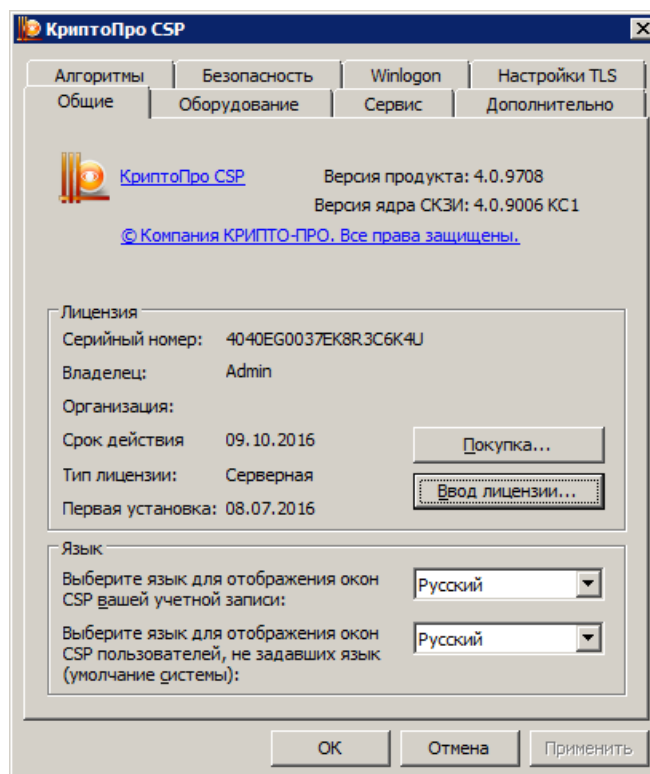 КриптоПро CSP
Алгоритмы Безопасность Winlogon Настройки TLS
Общие Оборудование Сервис Дополнительно
КриптоПро CSP Версия продукта: 4.0.9708
Версия ядра СКЗИ: 4.0.9006 КС1
© Компания КРИПТО-ПРО. Все права защищены.
Лицензия
Серийный номер: 4040EG0037EK8R3C6K4U
Владелец: Admin
Организация:
Срок действия 09.10.2016 Покупка...
Тип лицензии: Серверная Ввод лицензии...
Первая установка: 08.07.2016
Язык
Выберите язык для отображения окон
CSP вашей учетной записи: Русский
Выберите язык для отображения окон
CSP пользователей, не задавших язык Русский
(умолчание системы):
OK Отмена Применить